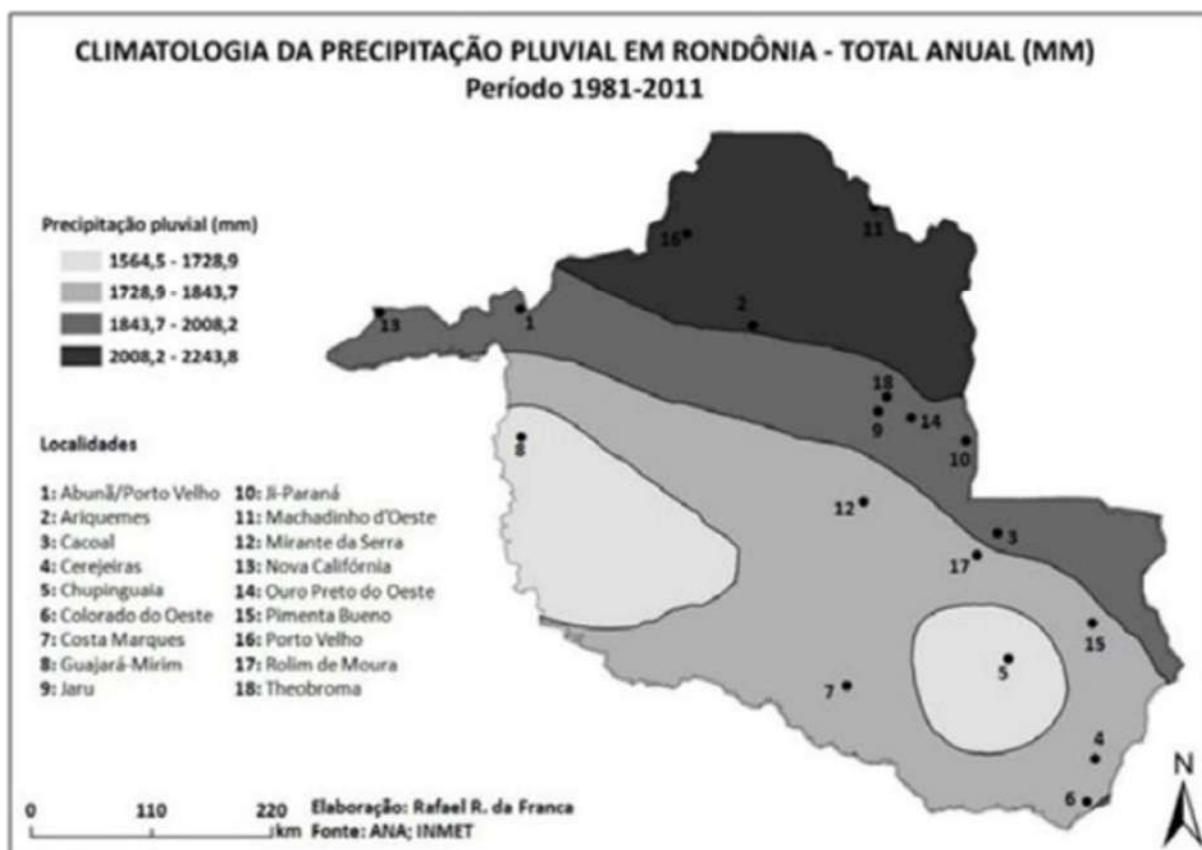 CLIMATOLOGIA DA PRECIPITAÇÃO PLUVIAL EM RONDÔNIA - TOTAL ANUAL (MM)
Período 1981-2011
Precipitação pluvial (mm)
1564,5 - 1728,9
1728,9 - 1843,7
1843,7 - 2008,2
2008,2 - 2243,8
16
11
2
13
1
18
9
14
10
8
12
3
17
15
5
7
4
6
Localidades
1: Abunã/Porto Velho 10: Ji-Paraná
2: Ariquemes 11: Machadinho d'Oeste
3: Cacoal 12: Mirante da Serra
4: Cerejeiras 13: Nova Califórnia
5: Chupinguaia 14: Ouro Preto do Oeste
6: Colorado do Oeste 15: Pimenta Bueno
7: Costa Marques 16: Porto Velho
8: Guajará-Mirim 17: Rolim de Moura
9: Jaru 18: Theobroma
N
0 110 220
km
Elaboração: Rafael R. da Franca
Fonte: ANA; INMET